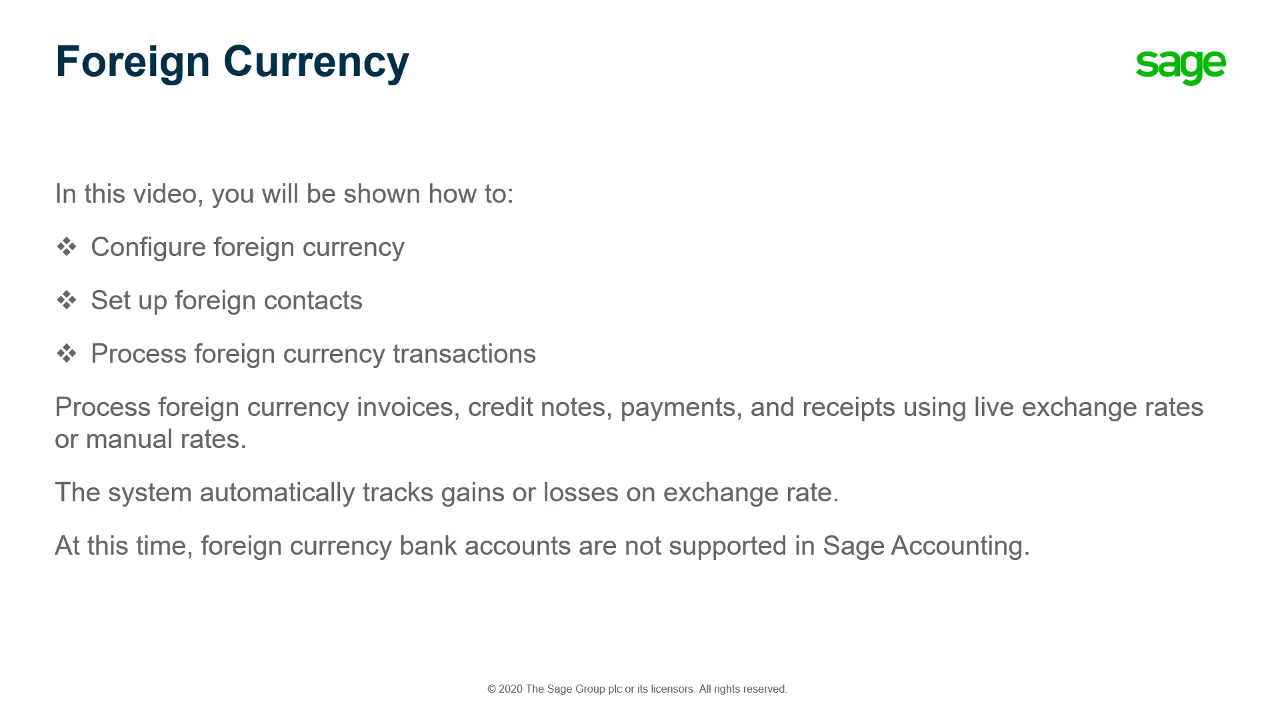 Foreign Currency
sage
In this video, you will be shown how to:
❖ Configure foreign currency
❖ Set up foreign contacts
❖ Process foreign currency transactions
Process foreign currency invoices, credit notes, payments, and receipts using live exchange rates
or manual rates.
The system automatically tracks gains or losses on exchange rate.
At this time, foreign currency bank accounts are not supported in Sage Accounting.
© 2020 The Sage Group plc or its licensors. All rights reserved.